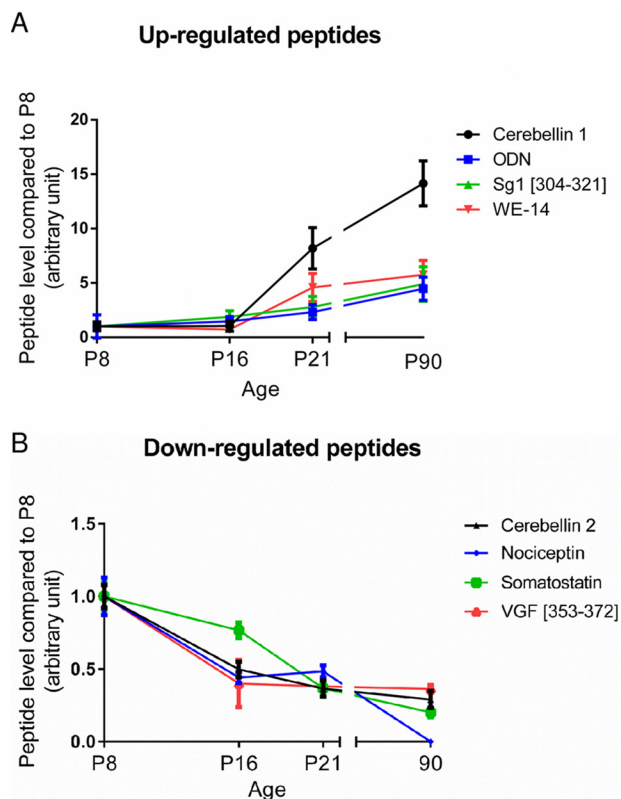 A
Up-regulated peptides
Peptide level compared to P8
(arbitrary unit)
20
15
10
5
0
P8
P16
P21
P90
Age
Cerebellin 1
ODN
Sg1 [304-321]
WE-14
B
Down-regulated peptides
Peptide level compared to P8
(arbitrary unit)
1.5
1.0
0.5
0.0
P8
P16
P21
90
Age
Cerebellin 2
Nociceptin
Somatostatin
VGF [353-372]